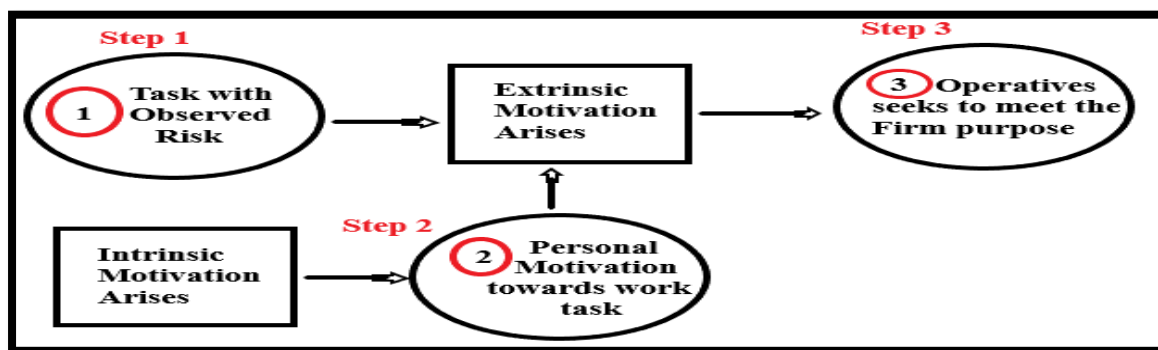 Step 1
1
Task with
Observed
Risk
Extrinsic
Motivation
Arises
Step 3
3 Operatives
seeks to meet the
Firm purpose
Intrinsic
Motivation
Arises
Step 2
2 Personal
Motivation
towards work
task